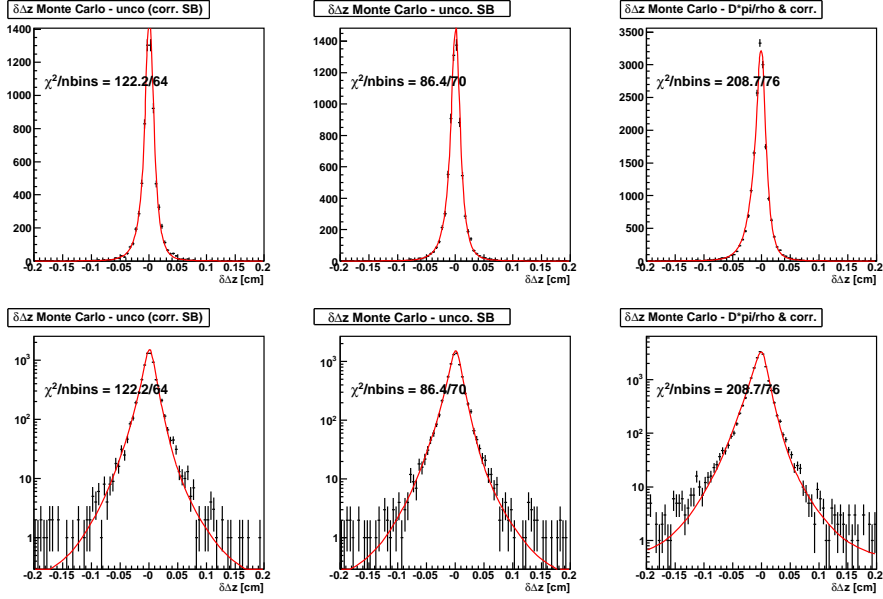 δΔz Monte Carlo - unco (corr. SB)
χ²/nbins = 122.2/64
1400
1200
1000
800
600
400
200
0
-0.2 -0.15 -0.1 -0.05 -0 0.05 0.1 0.15 0.2
δΔz [cm]
δΔz Monte Carlo - unco. SB
χ²/nbins = 86.4/70
1400
1200
1000
800
600
400
200
0
-0.2 -0.15 -0.1 -0.05 -0 0.05 0.1 0.15 0.2
δΔz [cm]
δΔz Monte Carlo - D*pi/rho & corr.
χ²/nbins = 208.7/76
3500
3000
2500
2000
1500
1000
500
0
-0.2 -0.15 -0.1 -0.05 -0 0.05 0.1 0.15 0.2
δΔz [cm]
δΔz Monte Carlo - unco (corr. SB)
χ²/nbins = 122.2/64
10³
10²
10
1
-0.2 -0.15 -0.1 -0.05 -0 0.05 0.1 0.15 0.2
δΔz [cm]
δΔz Monte Carlo - unco. SB
χ²/nbins = 86.4/70
10³
10²
10
1
-0.2 -0.15 -0.1 -0.05 -0 0.05 0.1 0.15 0.2
δΔz [cm]
δΔz Monte Carlo - D*pi/rho & corr.
χ²/nbins = 208.7/76
10³
10²
10
1
-0.2 -0.15 -0.1 -0.05 -0 0.05 0.1 0.15 0.2
δΔz [cm]